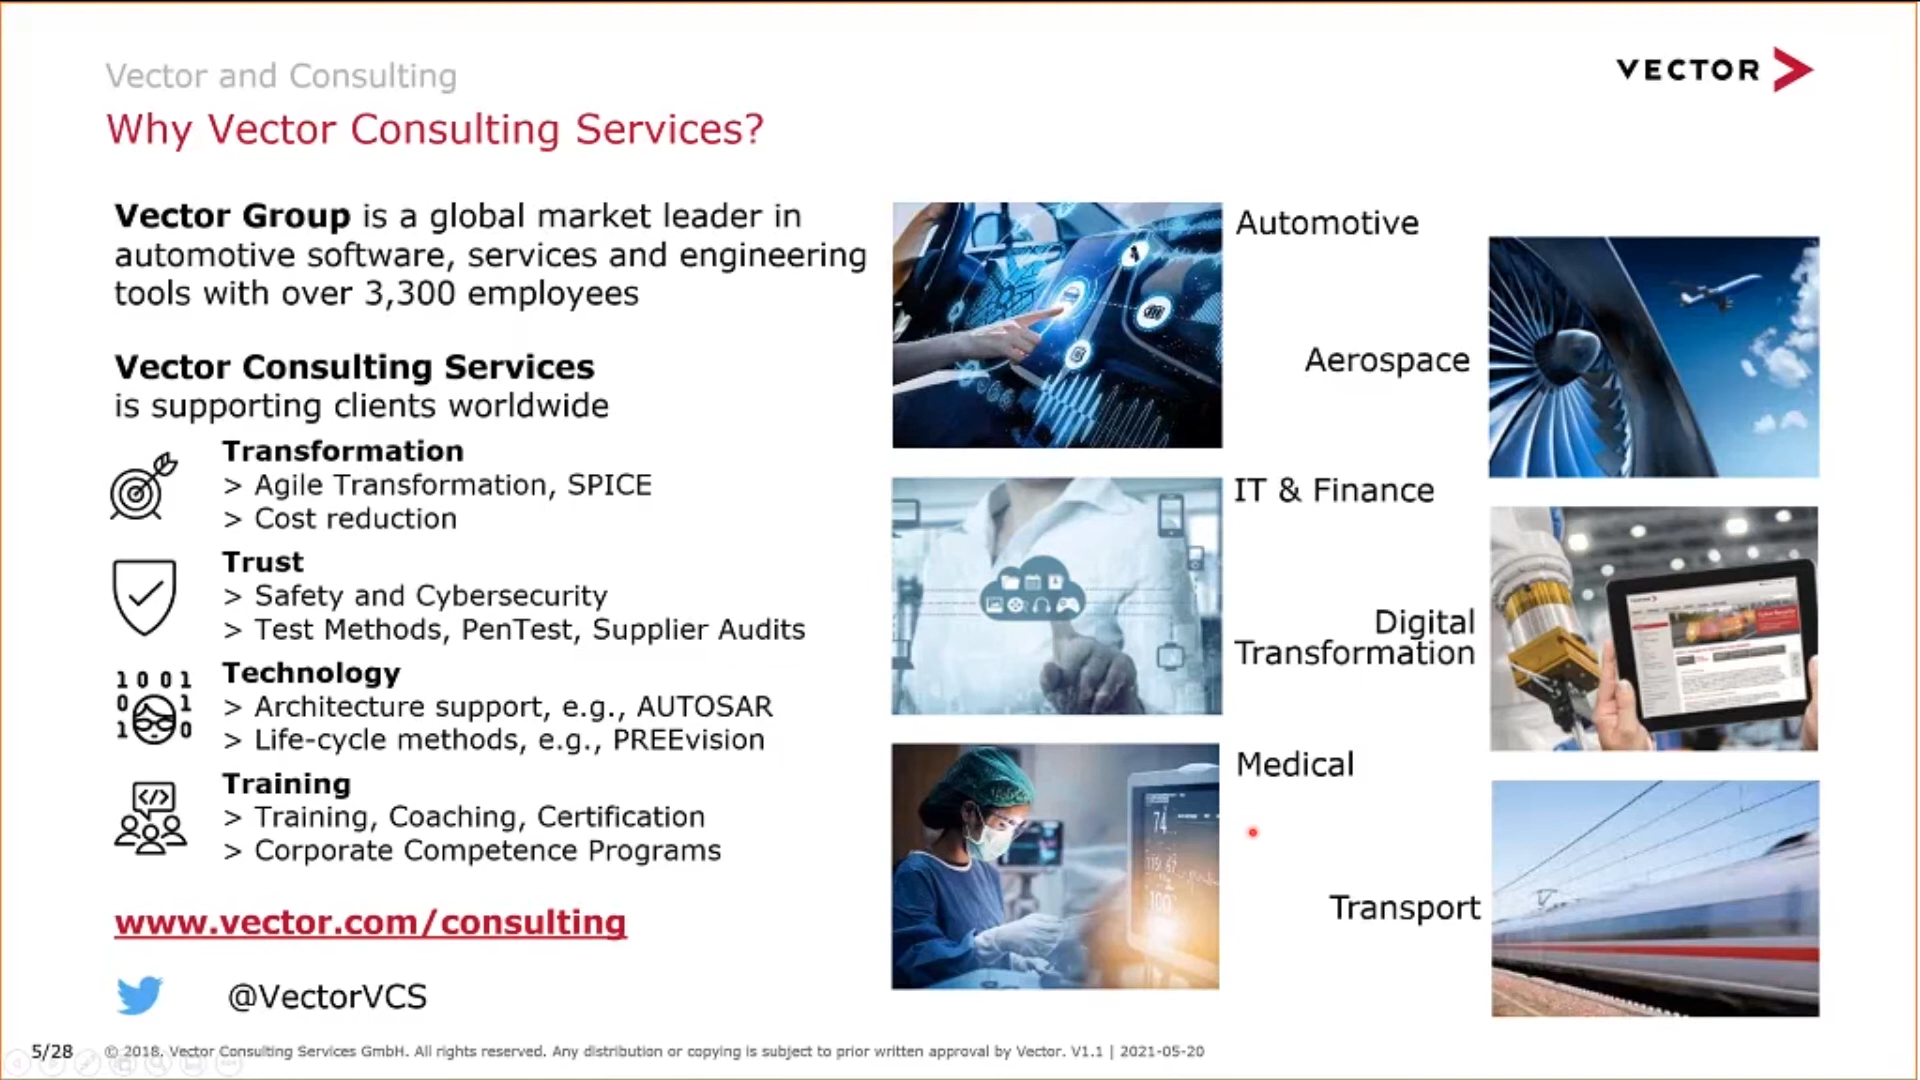 Vector and Consulting
VECTOR
Why Vector Consulting Services?
Vector Group is a global market leader in
automotive software, services and engineering
tools with over 3,300 employees
Vector Consulting Services
is supporting clients worldwide
Transformation
> Agile Transformation, SPICE
> Cost reduction
Trust
> Safety and Cybersecurity
> Test Methods, PenTest, Supplier Audits
1001
0 1
1 0
Technology
> Architecture support, e.g., AUTOSAR
> Life-cycle methods, e.g., PREEvision
</>
Training
> Training, Coaching, Certification
> Corporate Competence Programs
www.vector.com/consulting
@VectorVCS
Automotive
Aerospace
IT & Finance
Digital
Transformation
Medical
74
100
Transport
5/28
© 2018. Vector Consulting Services GmbH. All rights reserved. Any distribution or copying is subject to prior written approval by Vector. V1.1 | 2021-05-20